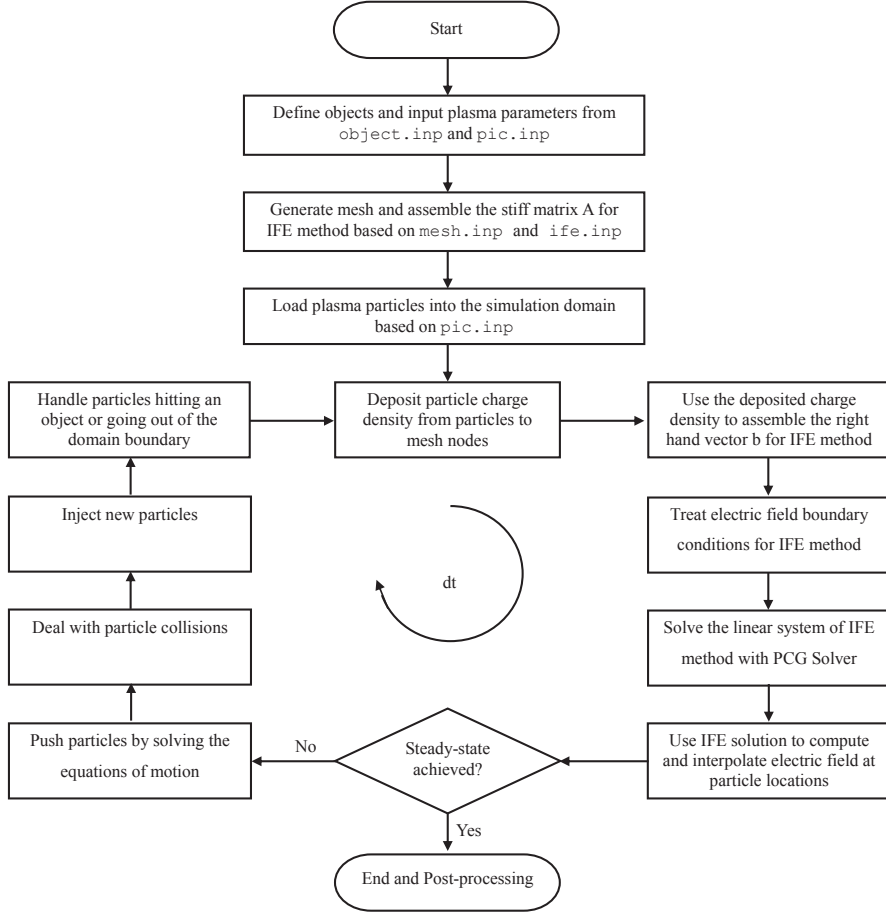 Start
Define objects and input plasma parameters from
object.inp and pic.inp
Generate mesh and assemble the stiff matrix A for
IFE method based on mesh.inp and ife.inp
Load plasma particles into the simulation domain
based on pic.inp
Handle particles hitting an
object or going out of the
domain boundary
Deposit particle charge
density from particles to
mesh nodes
Use the deposited charge
density to assemble the right
hand vector b for IFE method
Inject new particles
Treat electric field boundary
conditions for IFE method
dt
Deal with particle collisions
Solve the linear system of IFE
method with PCG Solver
Push particles by solving the
equations of motion
No
Steady-state
achieved?
Use IFE solution to compute
and interpolate electric field at
particle locations
Yes
End and Post-processing